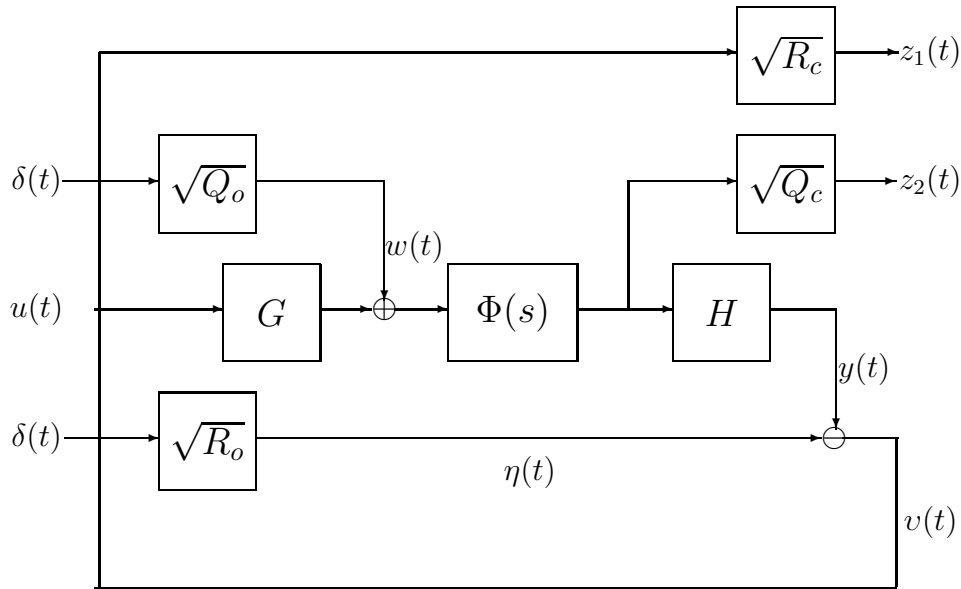 √R_c
z_1(t)
δ(t)
√Q_o
√Q_c
z_2(t)
w(t)
u(t)
G
Φ(s)
H
y(t)
δ(t)
√R_o
η(t)
υ(t)